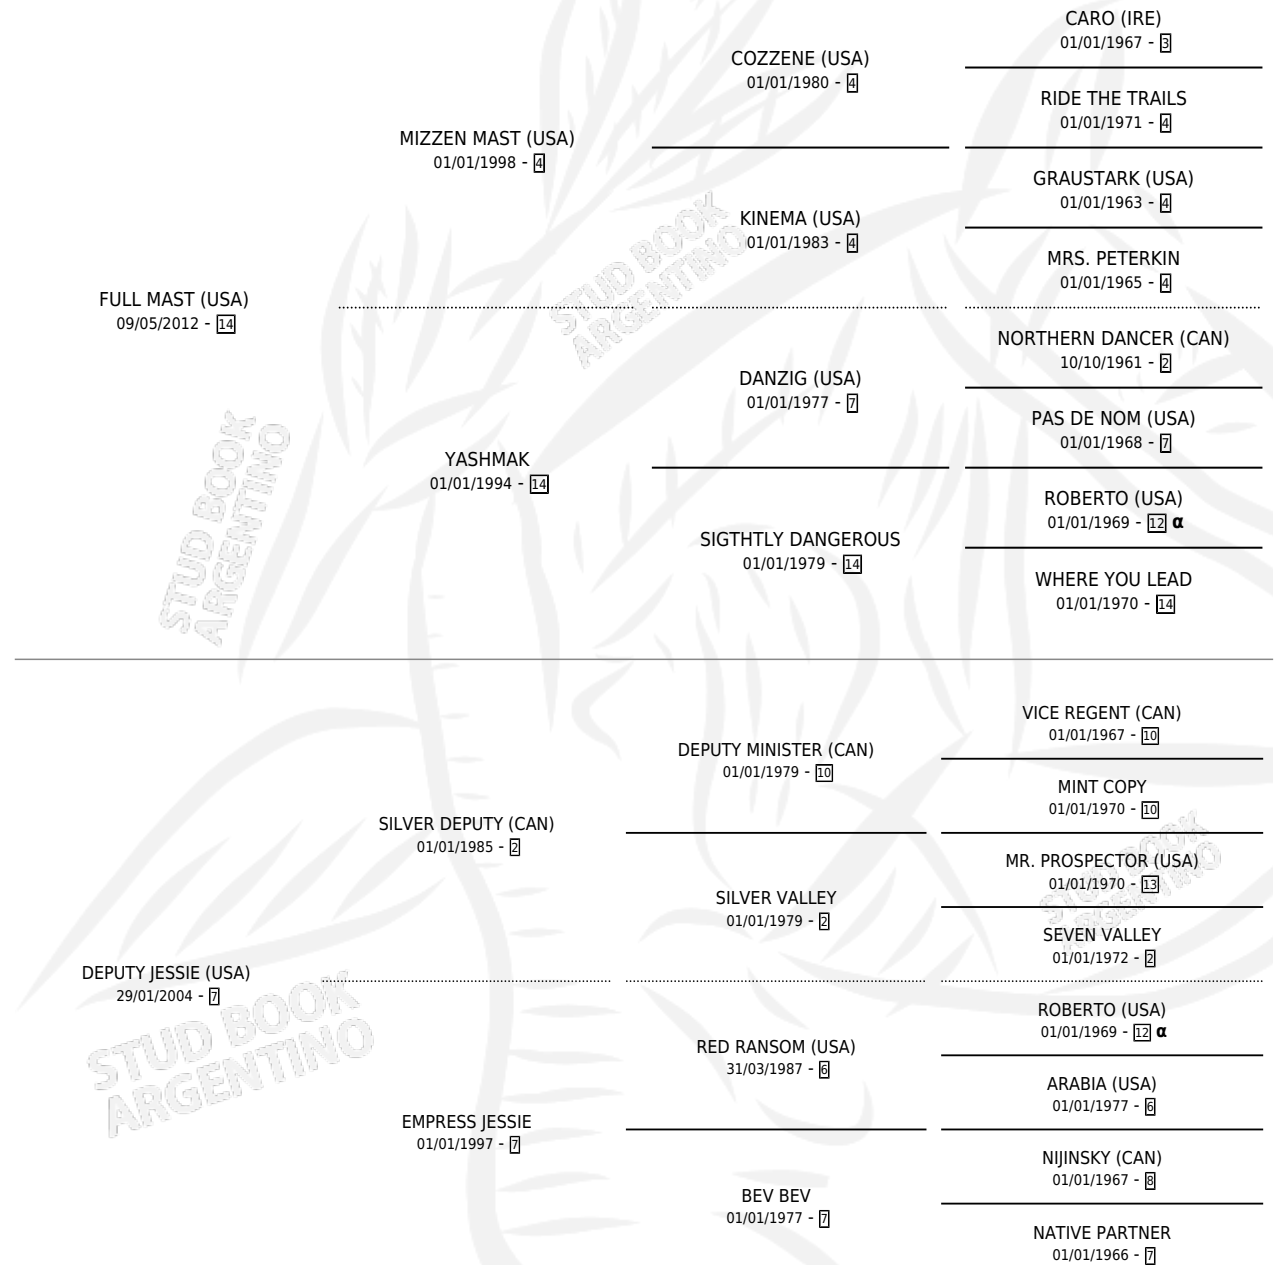 CARO (IRE)
01/01/1967 - 3
COZZENE (USA)
01/01/1980 - 4
RIDE THE TRAILS
01/01/1971 - 4
MIZZEN MAST (USA)
01/01/1998 - 4
GRAUSTARK (USA)
01/01/1963 - 4
KINEMA (USA)
01/01/1983 - 4
MRS. PETERKIN
01/01/1965 - 4
FULL MAST (USA)
09/05/2012 - 14
NORTHERN DANCER (CAN)
10/10/1961 - 2
DANZIG (USA)
01/01/1977 - 7
PAS DE NOM (USA)
01/01/1968 - 7
YASHMAK
01/01/1994 - 14
ROBERTO (USA)
01/01/1969 - 12 α
SIGTHTLY DANGEROUS
01/01/1979 - 14
WHERE YOU LEAD
01/01/1970 - 14
VICE REGENT (CAN)
01/01/1967 - 10
DEPUTY MINISTER (CAN)
01/01/1979 - 10
MINT COPY
01/01/1970 - 10
SILVER DEPUTY (CAN)
01/01/1985 - 2
MR. PROSPECTOR (USA)
01/01/1970 - 13
SILVER VALLEY
01/01/1979 - 2
SEVEN VALLEY
01/01/1972 - 2
DEPUTY JESSIE (USA)
29/01/2004 - 7
ROBERTO (USA)
01/01/1969 - 12 α
RED RANSOM (USA)
31/03/1987 - 6
ARABIA (USA)
01/01/1977 - 6
EMPRESS JESSIE
01/01/1997 - 7
NIJINSKY (CAN)
01/01/1967 - 8
BEV BEV
01/01/1977 - 7
NATIVE PARTNER
01/01/1966 - 7
STUD BOOK
ARGENTINO
STUD BOOK
ARGENTINO
STUD BOOK
ARGENTINO
STUD BOOK
ARGENTINO